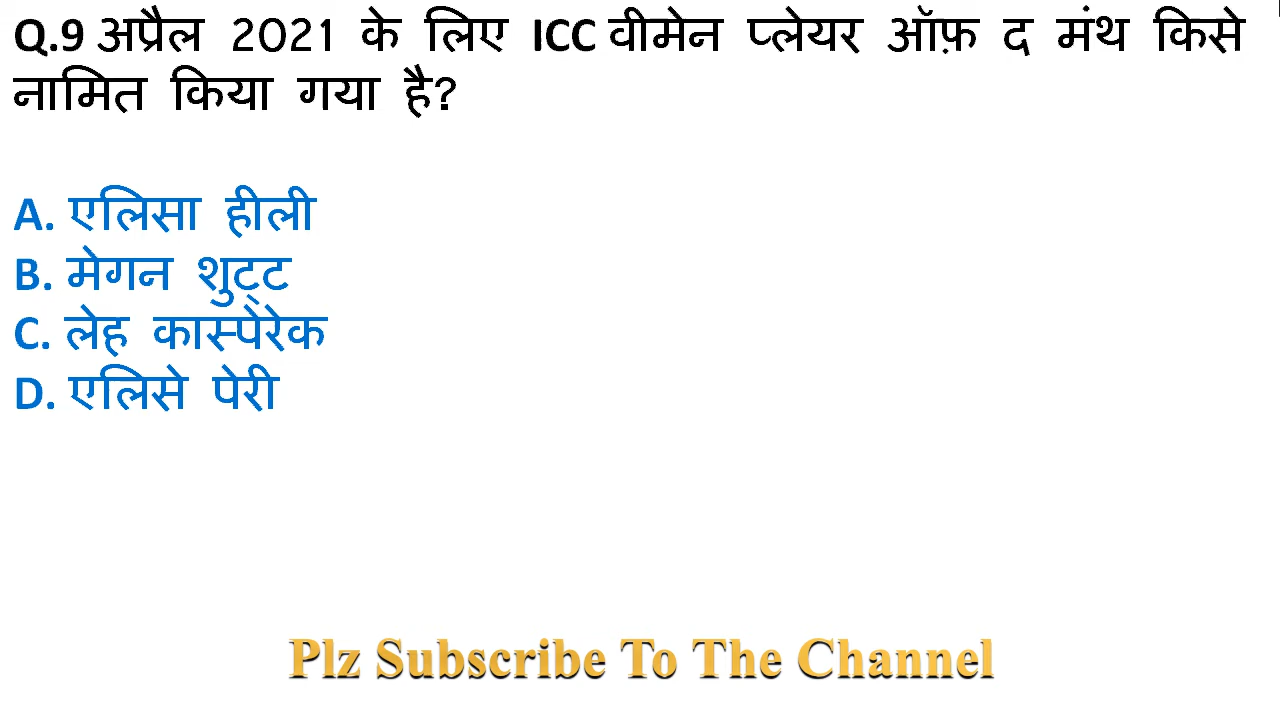 Q.9 अप्रैल 2021 के लिए ICC वीमेन प्लेयर ऑफ़ द मंथ किसे
नामित किया गया है?
A. एलिसा हीली
B. मेगन शुट्ट
C. लेह कास्पेरेक
D. एलिसे पेरी
Plz Subscribe To The Channel